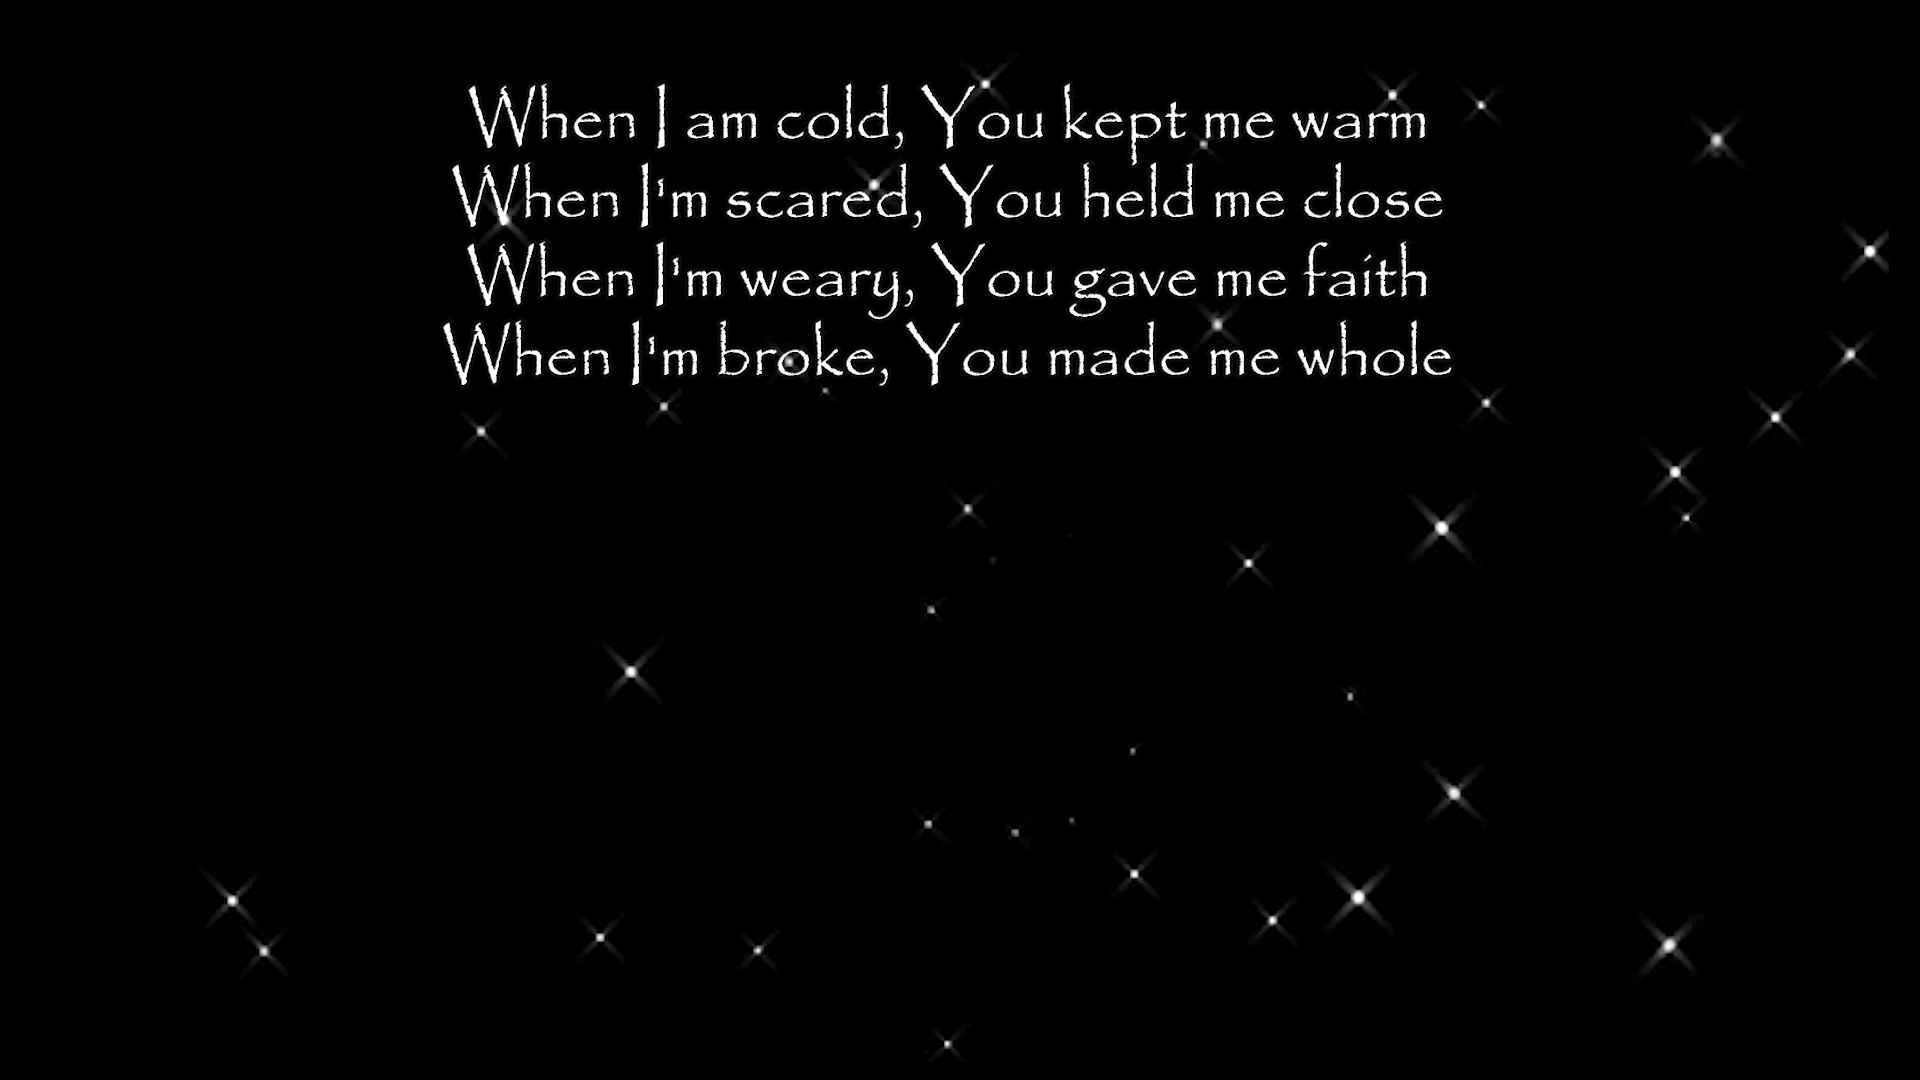 When I am cold, You kept me warm
When I'm scared, You held me close
When I'm weary, You gave me faith
When I'm broke, You made me whole